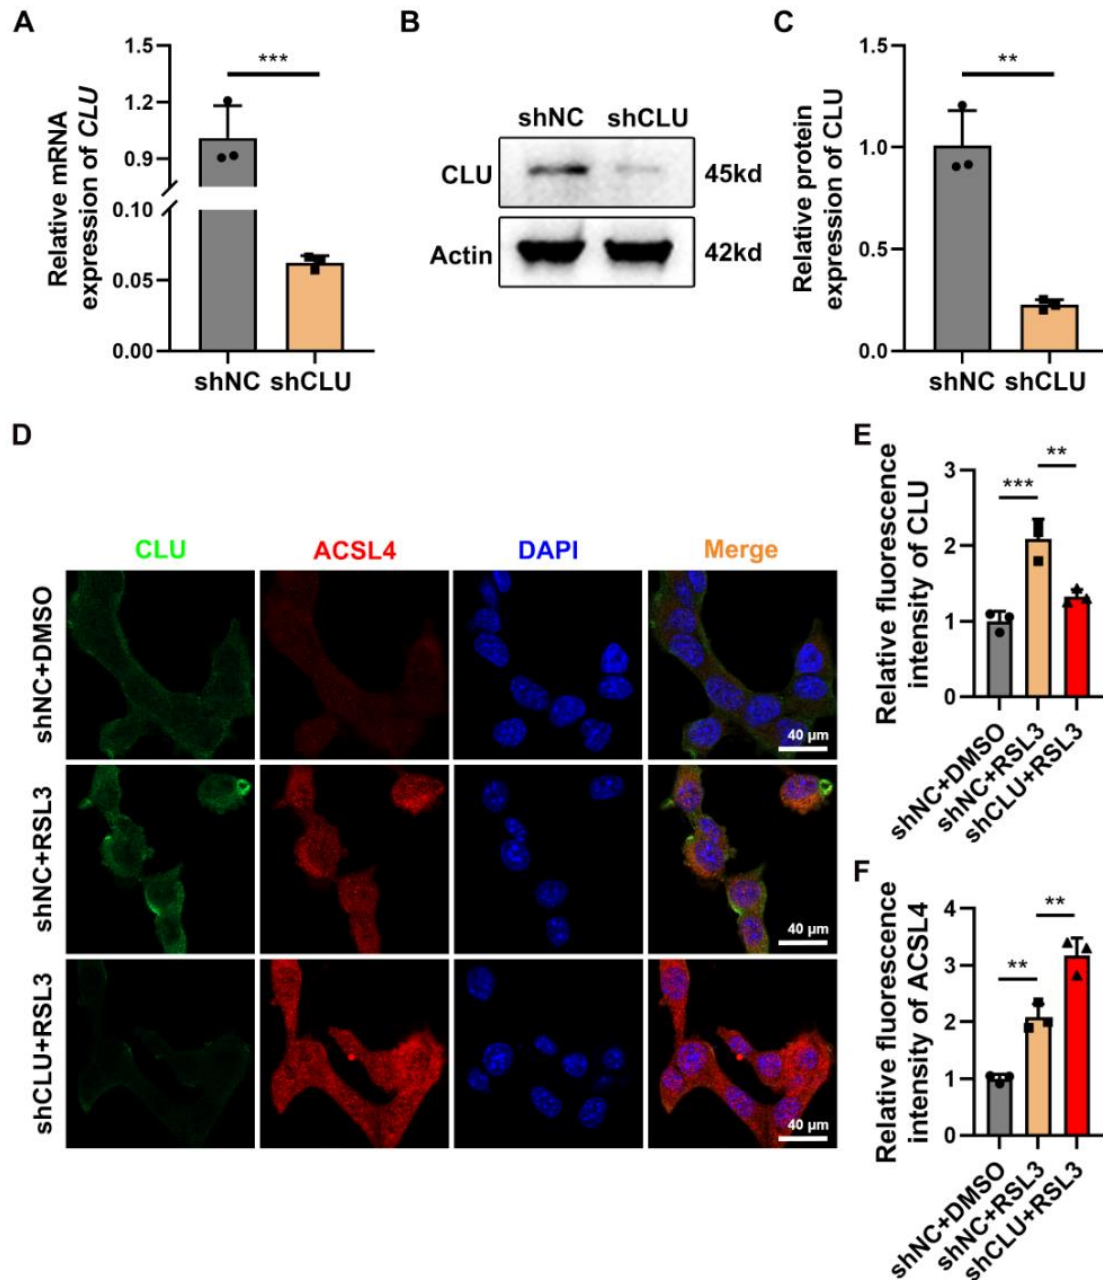 A
Relative mRNA
expression of CLU
1.5
1.2
0.9
0.10
0.05
0.00
***
shNC shCLU
B
shNC shCLU
CLU 45kd
Actin 42kd
C
Relative protein
expression of CLU
1.5
1.0
0.5
0.0
**
shNC shCLU
D
CLU ACSL4 DAPI Merge
shNC+DMSO
40 µm
shNC+RSL3
40 µm
shCLU+RSL3
40 µm
E
Relative fluorescence
intensity of CLU
3
2
1
0
***
**
shNC+DMSO
shNC+RSL3
shCLU+RSL3
F
Relative fluorescence
intensity of ACSL4
4
3
2
1
0
**
**
shNC+DMSO
shNC+RSL3
shCLU+RSL3